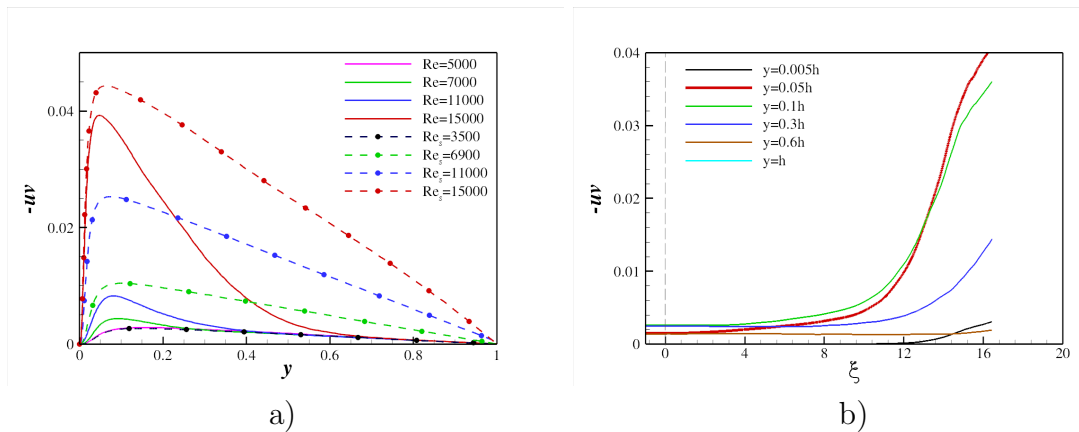 -uv
0.04
0.02
0
0
0.2
0.4
0.6
0.8
1
y
Re=5000
Re=7000
Re=11000
Re=15000
Re_s=3500
Re_s=6900
Re_s=11000
Re_s=15000
a)
-uv
0.04
0.03
0.02
0.01
0
0
4
8
12
16
20
ξ
y=0.005h
y=0.05h
y=0.1h
y=0.3h
y=0.6h
y=h
b)